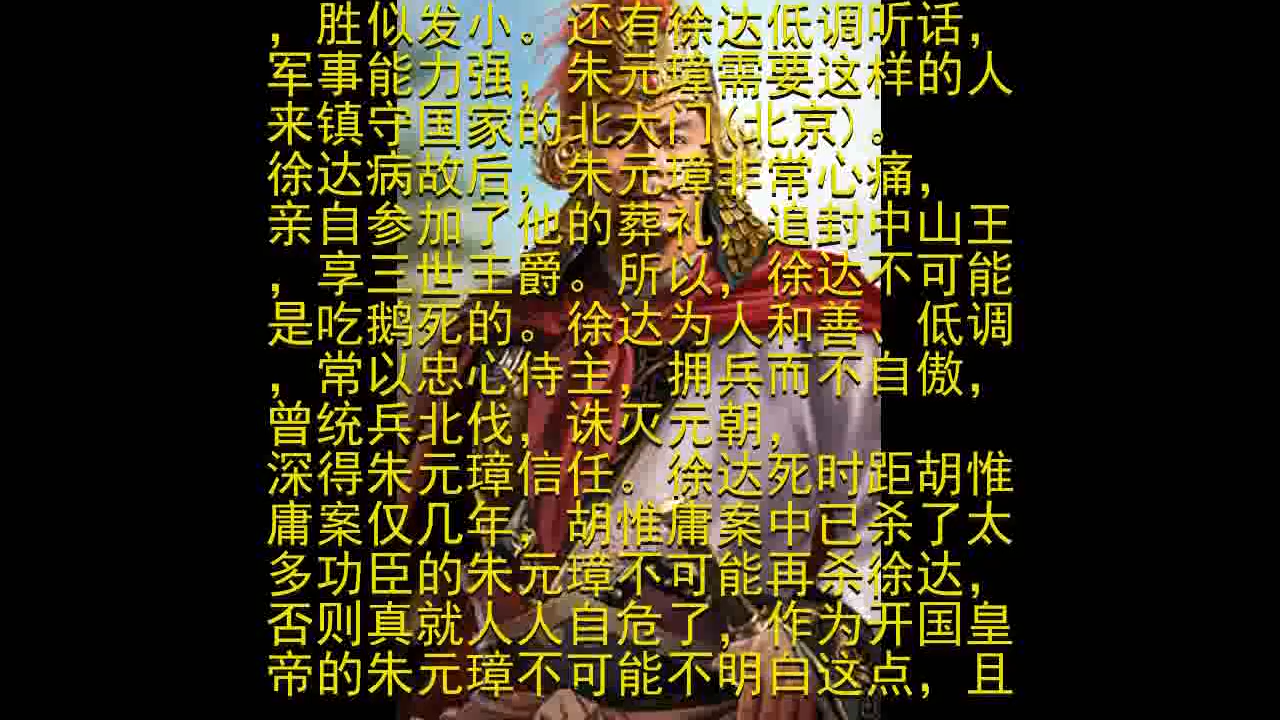 ，胜似发小。还有徐达低调听话，
军事能力强，朱元璋需要这样的人
来镇守国家的北大门(北京)。
徐达病故后，朱元璋非常心痛，
亲自参加了他的葬礼，追封中山王
，享三世王爵。所以，徐达不可能
是吃鹅死的。徐达为人和善、低调
，常以忠心侍主，拥兵而不自傲，
曾统兵北伐，诛灭元朝，
深得朱元璋信任。徐达死时距胡惟
庸案仅几年，胡惟庸案中已杀了太
多功臣的朱元璋不可能再杀徐达，
否则真就人人自危了，作为开国皇
帝的朱元璋不可能不明白这点，且